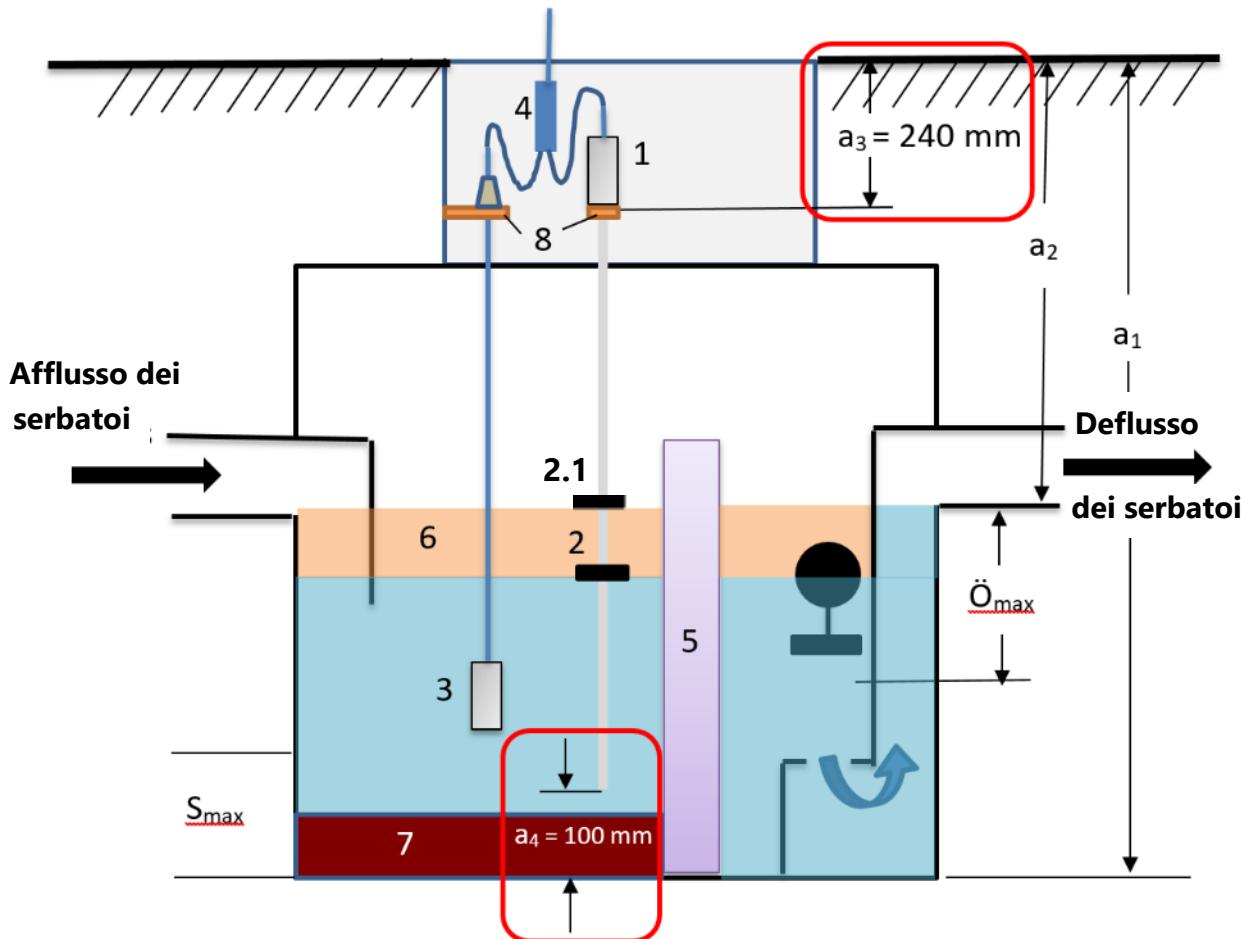 4
1
a₃ = 240 mm
8
a₂
a₁
Afflusso dei
serbatoi
Deflusso
dei serbatoi
2.1
6
2
Ömax
5
3
Smax
7
a₄ = 100 mm